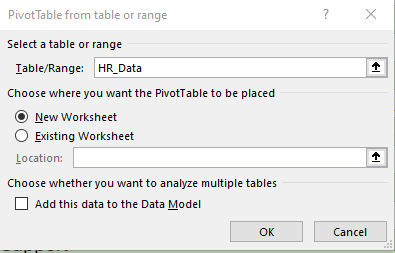 PivotTable from table or range ? ×
Select a table or range
Table/Range: HR_Data
Choose where you want the PivotTable to be placed
New Worksheet
Existing Worksheet
Location:
Choose whether you want to analyze multiple tables
Add this data to the Data Model
OK Cancel